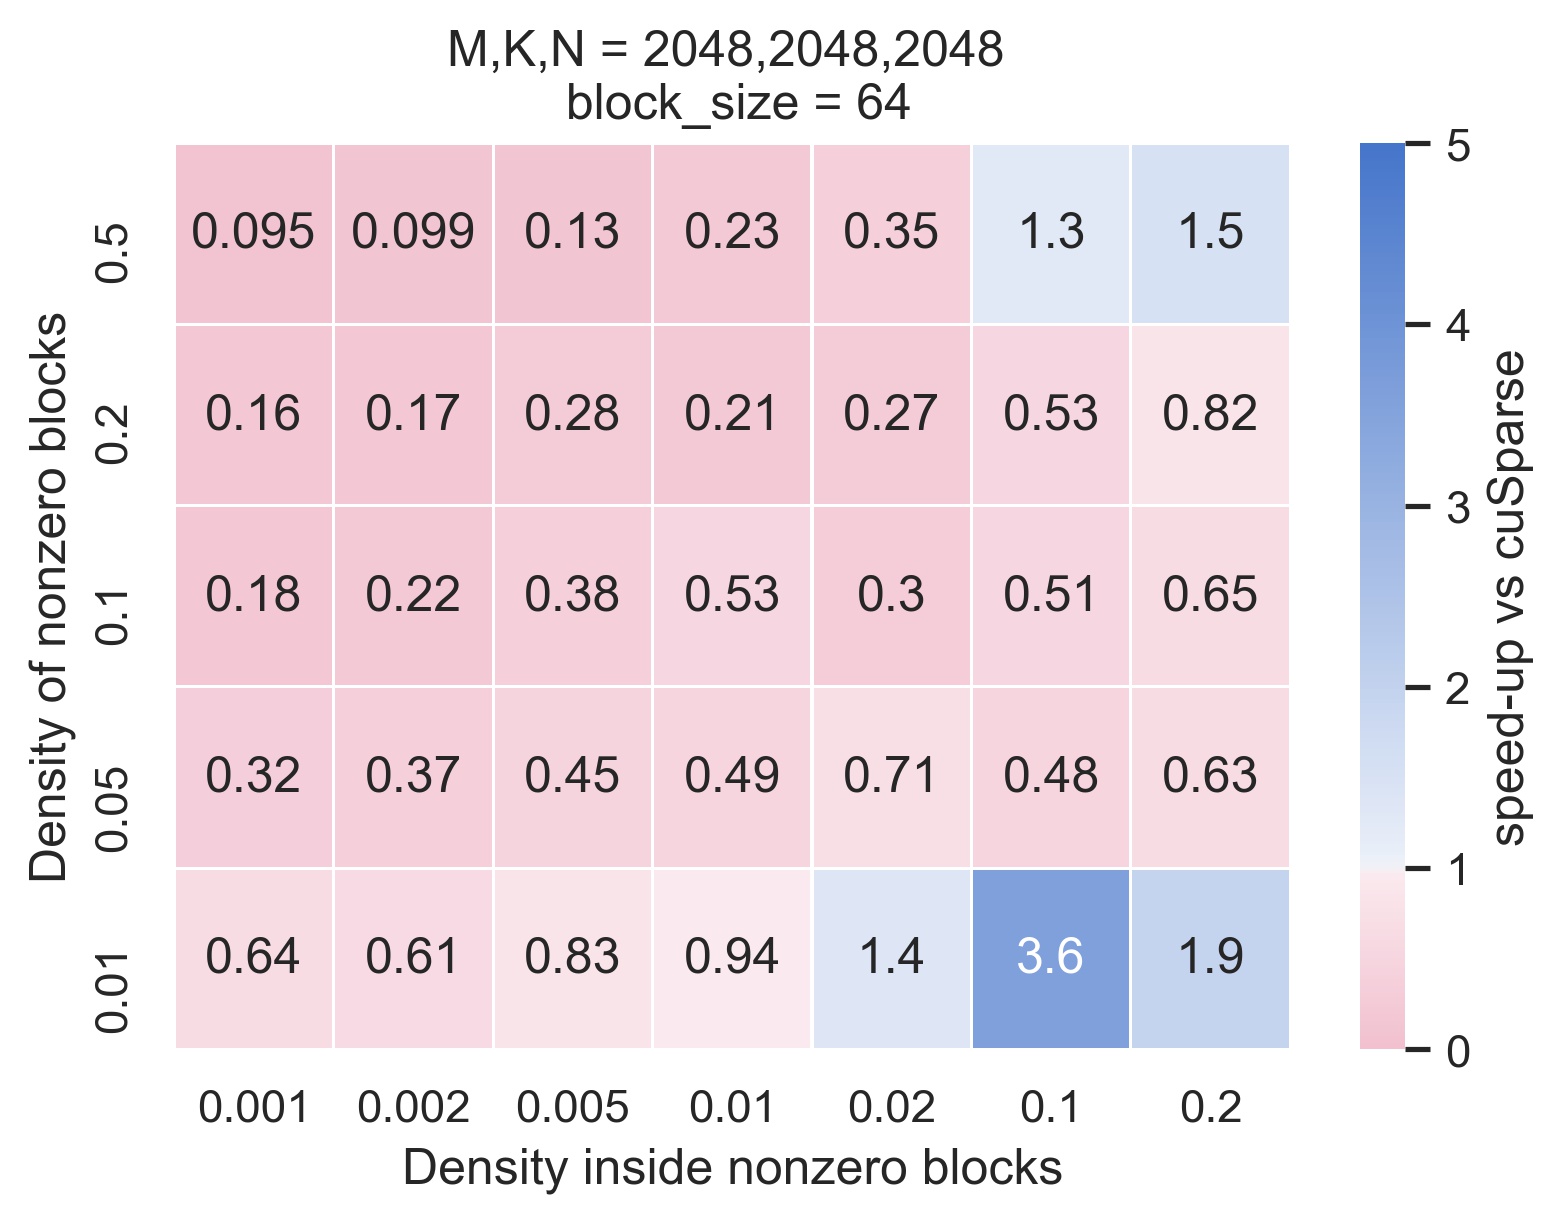 M,K,N = 2048,2048,2048
block_size = 64
Density of nonzero blocks
0.5 0.095 0.099 0.13 0.23 0.35 1.3 1.5
0.2 0.16 0.17 0.28 0.21 0.27 0.53 0.82
0.1 0.18 0.22 0.38 0.53 0.3 0.51 0.65
0.05 0.32 0.37 0.45 0.49 0.71 0.48 0.63
0.01 0.64 0.61 0.83 0.94 1.4 3.6 1.9
0.001 0.002 0.005 0.01 0.02 0.1 0.2
Density inside nonzero blocks
5
4
3
2
1
0
speed-up vs cuSparse